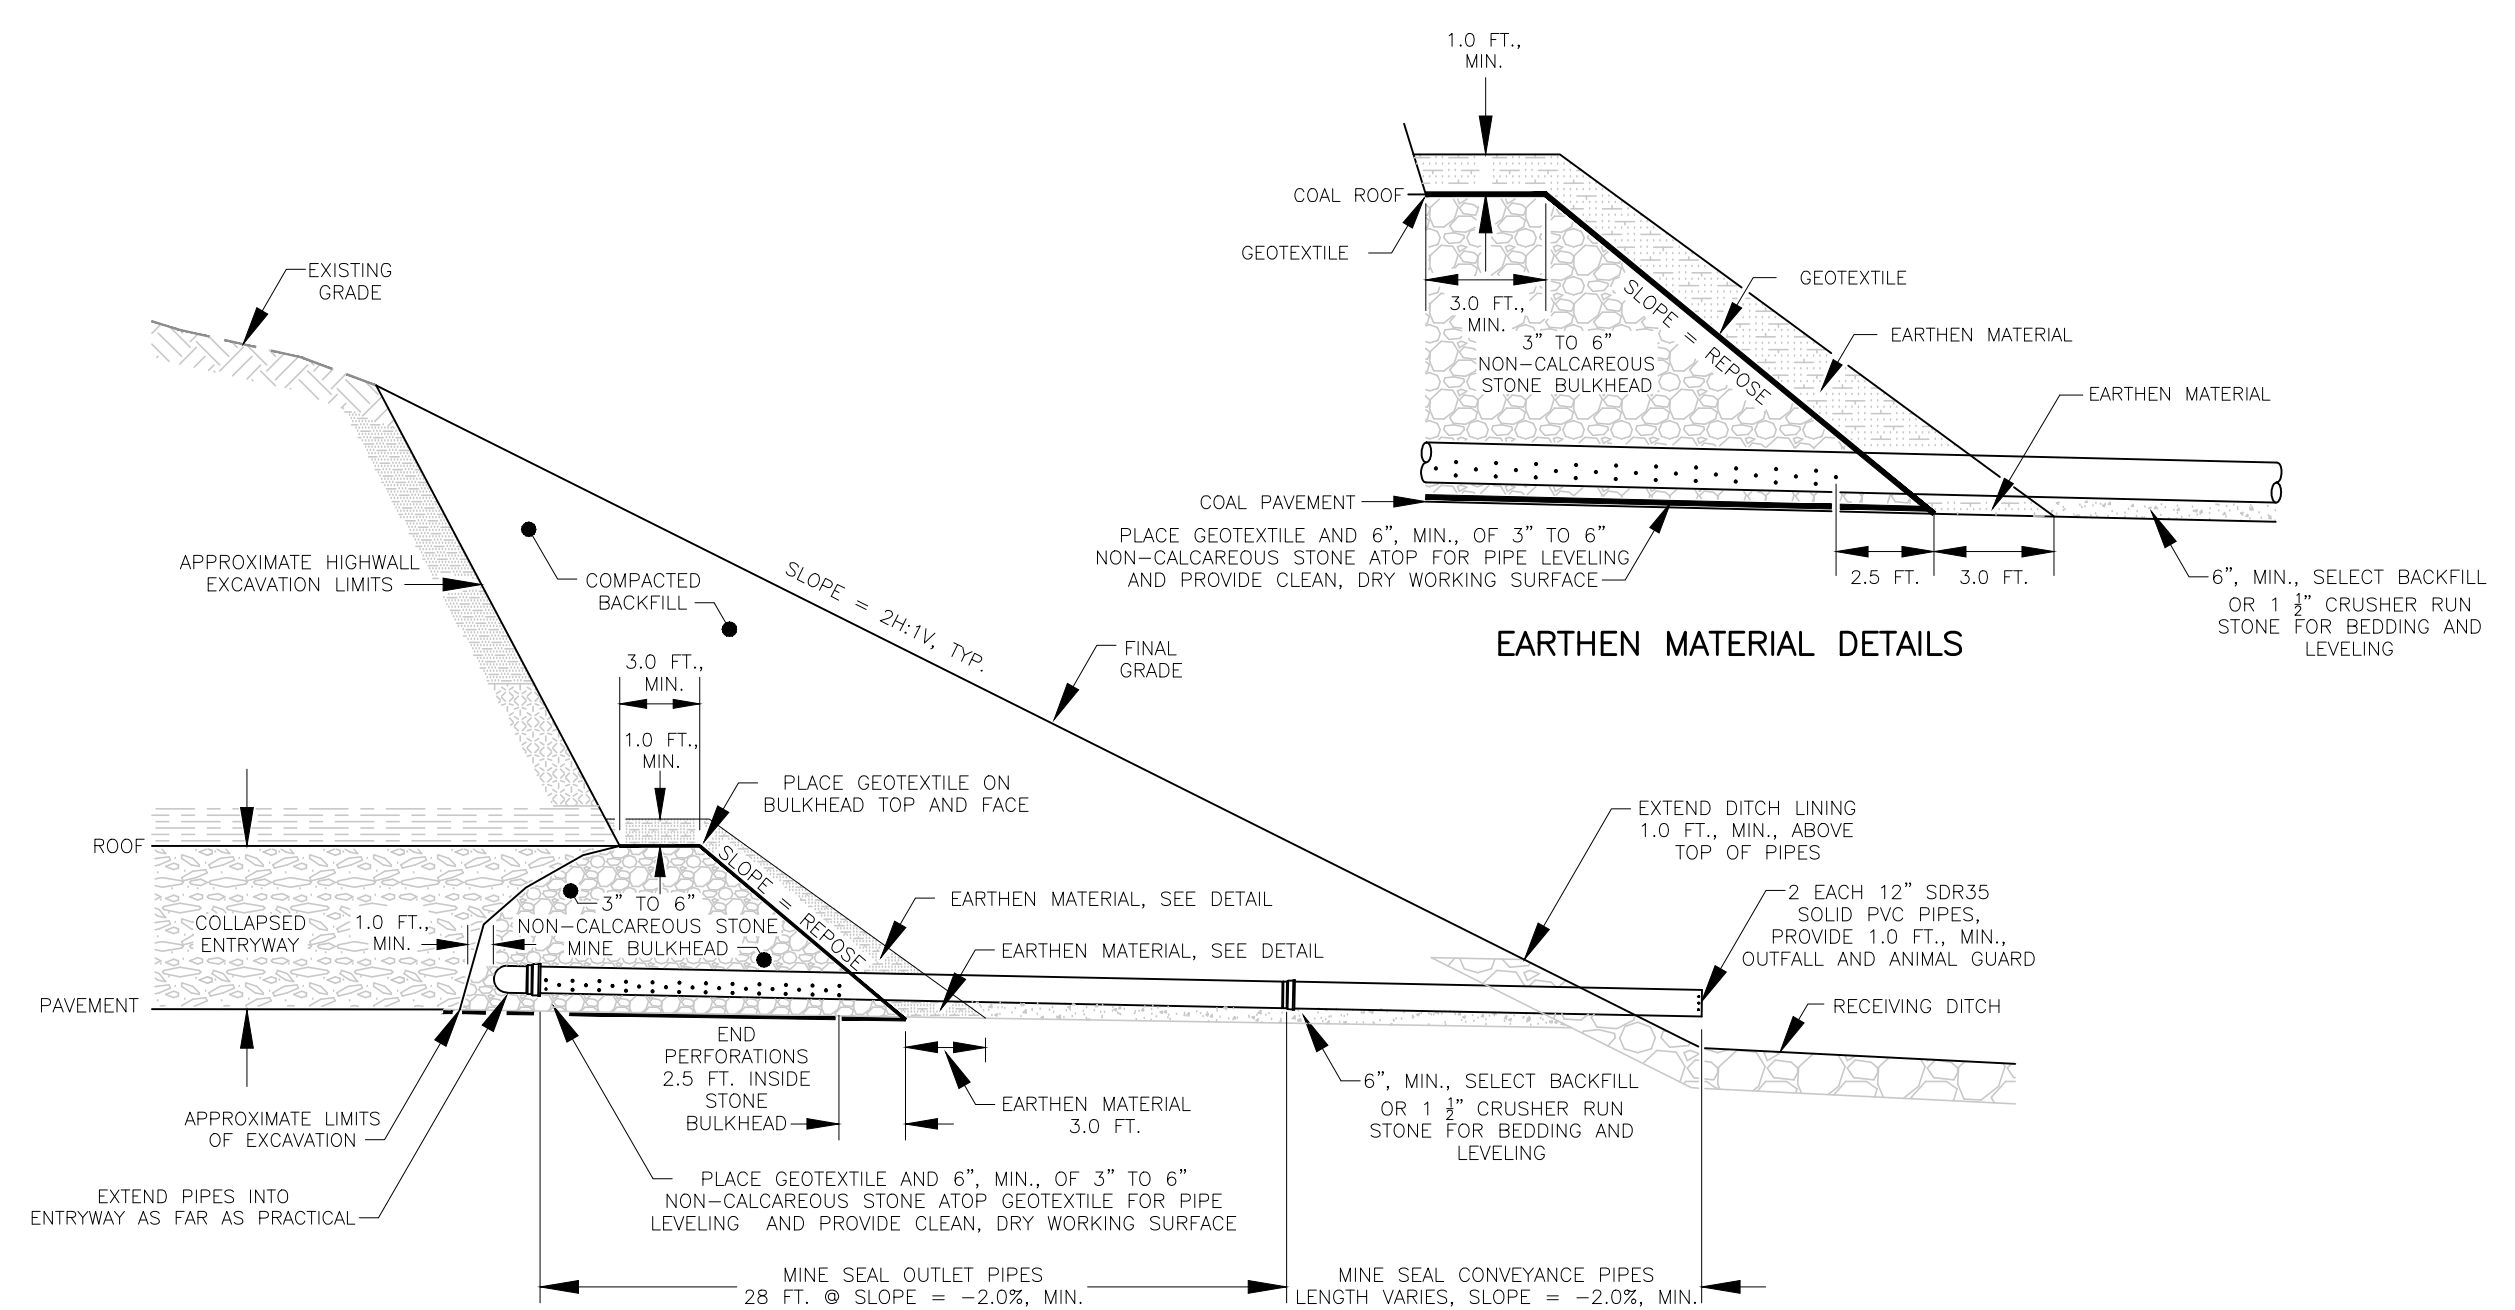 1.0 FT.,
MIN.
COAL ROOF
GEOTEXTILE
3.0 FT.,
MIN.
3” TO 6”
NON-CALCAREOUS
STONE BULKHEAD
SLOPE = REPOSE
GEOTEXTILE
EARTHEN MATERIAL
EARTHEN MATERIAL
COAL PAVEMENT
PLACE GEOTEXTILE AND 6”, MIN., OF 3” TO 6”
NON-CALCAREOUS STONE ATOP FOR PIPE LEVELING
AND PROVIDE CLEAN, DRY WORKING SURFACE
2.5 FT.
3.0 FT.
6”, MIN., SELECT BACKFILL
OR 1 1/2” CRUSHER RUN
STONE FOR BEDDING AND
LEVELING
EARTHEN MATERIAL DETAILS
EXISTING
GRADE
APPROXIMATE HIGHWALL
EXCAVATION LIMITS
COMPACTED
BACKFILL
SLOPE = 2H:1V, TYP.
FINAL
GRADE
3.0 FT.,
MIN.
1.0 FT.,
MIN.
PLACE GEOTEXTILE ON
BULKHEAD TOP AND FACE
ROOF
SLOPE = REPOSE
3” TO 6”
NON-CALCAREOUS STONE
MINE BULKHEAD
COLLAPSED
ENTRYWAY
1.0 FT.,
MIN.
EARTHEN MATERIAL, SEE DETAIL
EARTHEN MATERIAL, SEE DETAIL
EXTEND DITCH LINING
1.0 FT., MIN., ABOVE
TOP OF PIPES
2 EACH 12” SDR35
SOLID PVC PIPES,
PROVIDE 1.0 FT., MIN.,
OUTFALL AND ANIMAL GUARD
RECEIVING DITCH
PAVEMENT
END
PERFORATIONS
2.5 FT. INSIDE
STONE
BULKHEAD
EARTHEN MATERIAL
3.0 FT.
6”, MIN., SELECT BACKFILL
OR 1 1/2” CRUSHER RUN
STONE FOR BEDDING AND
LEVELING
APPROXIMATE LIMITS
OF EXCAVATION
EXTEND PIPES INTO
ENTRYWAY AS FAR AS PRACTICAL
PLACE GEOTEXTILE AND 6”, MIN., OF 3” TO 6”
NON-CALCAREOUS STONE ATOP GEOTEXTILE FOR PIPE
LEVELING AND PROVIDE CLEAN, DRY WORKING SURFACE
MINE SEAL OUTLET PIPES
28 FT. @ SLOPE = -2.0%, MIN.
MINE SEAL CONVEYANCE PIPES
LENGTH VARIES, SLOPE = -2.0%, MIN.